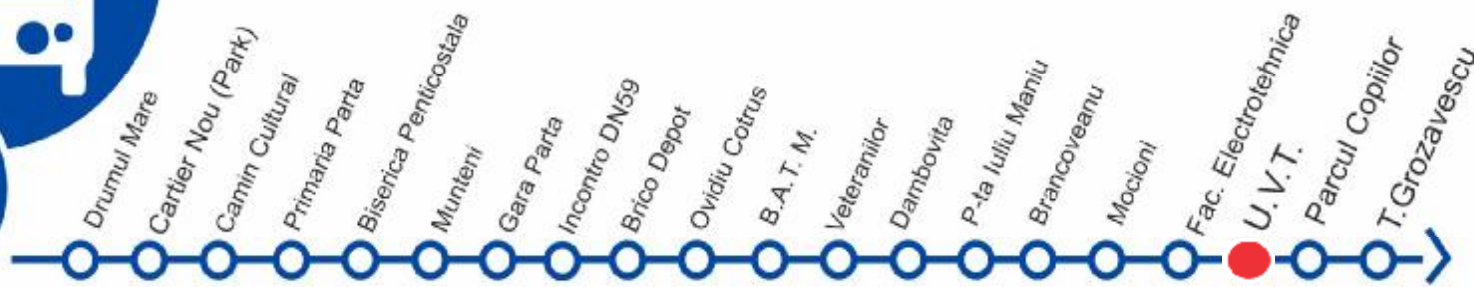 Drumul Mare
Cartier Nou (Park)
Camin Cultural
Primaria Parta
Biserica Penticostala
Munteni
Gara Parta
Incontro DN59
Brico Depot
Ovidiu Cotrus
B.A.T. M.
Veteranilor
Dambovita
P-ta Iuliu Maniu
Brancoveanu
Mocioni
Fac. Electrotehnica
U.V.T.
Parcul Copiilor
T.Grozavescu